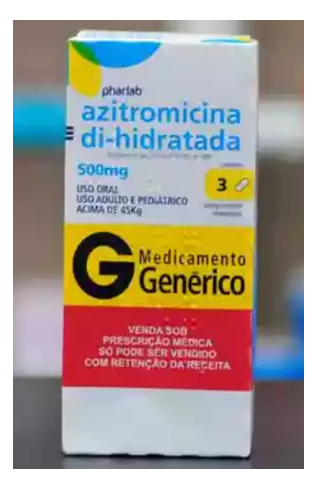 pharlab
azitromicina
di-hidratada
500mg
USO ORAL
USO ADULTO E PEDIÁTRICO
ACIMA DE 45Kg
3
G Medicamento
Genérico
VENDA SOB
PRESCRIÇÃO MÉDICA
SÓ PODE SER VENDIDO
COM RETENÇÃO DA RECEITA